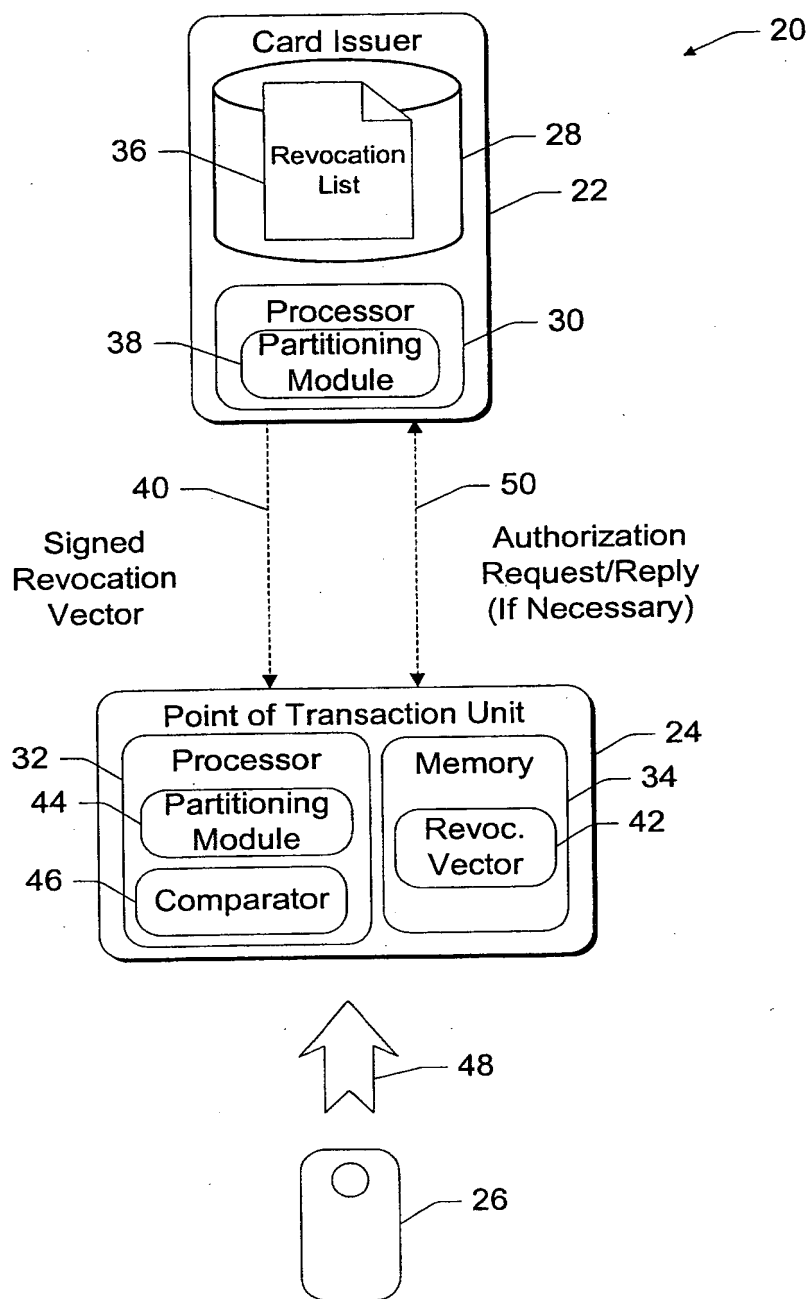 Card Issuer
20
36
Revocation
List
28
22
Processor
30
38
Partitioning
Module
40
50
Signed
Revocation
Vector
Authorization
Request/Reply
(If Necessary)
Point of Transaction Unit
24
32
Processor
Memory
34
44
Partitioning
Module
Revoc.
Vector
42
46
Comparator
48
26